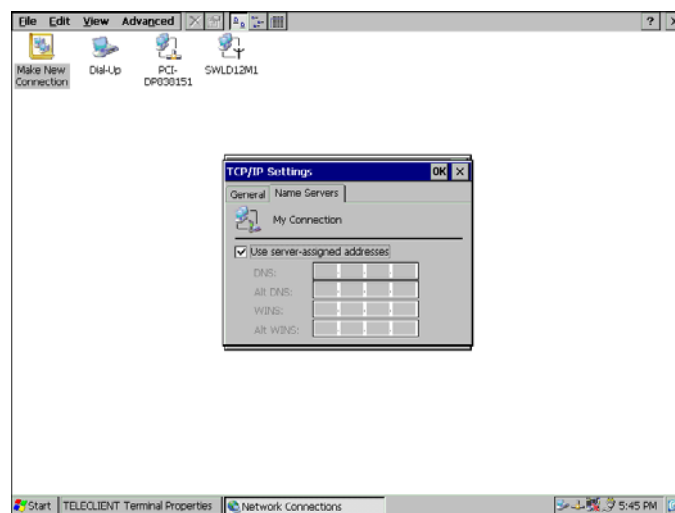 File Edit View Advanced ?
Make New Connection
Dial-Up
PCI-DP838151
SWLD12M1
TCP/IP Settings OK
General Name Servers
My Connection
Use server-assigned addresses
DNS:
Alt DNS:
WINS:
Alt WINS:
Start TELECLIENT Terminal Properties Network Connections 5:45 PM